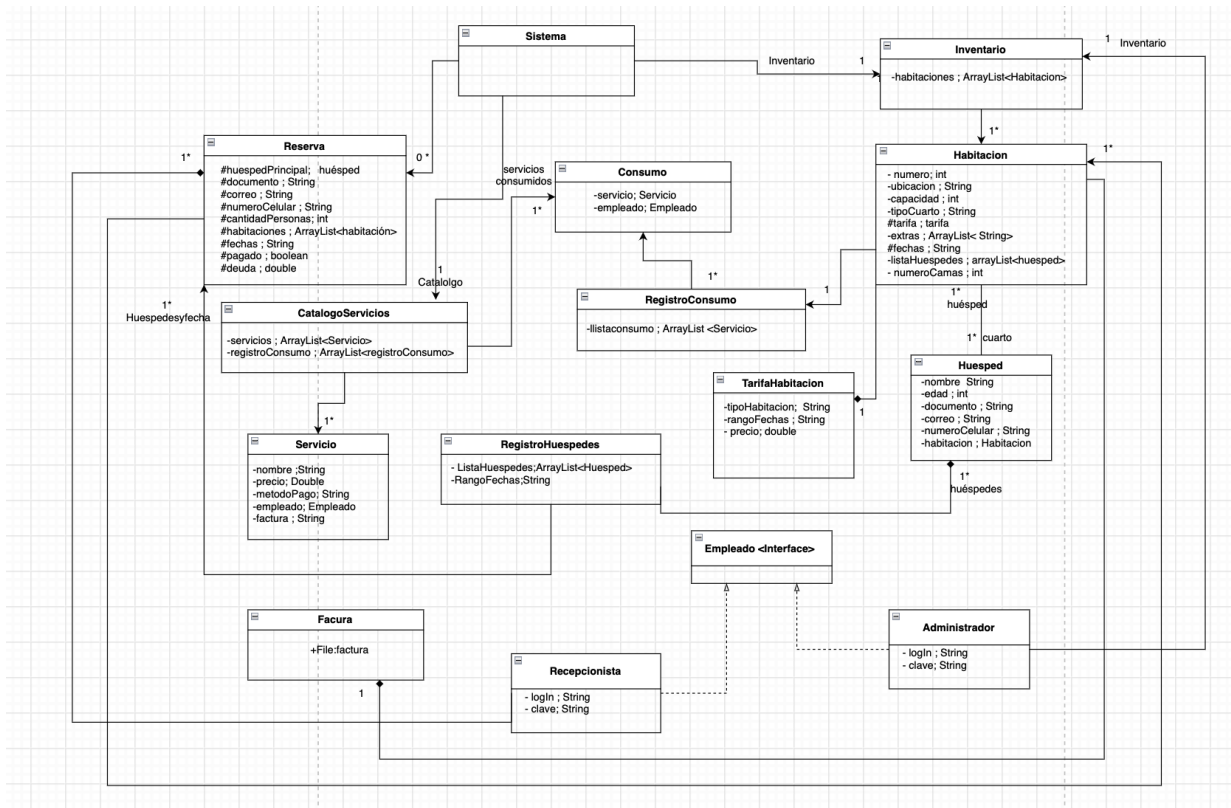 Sistema
Inventario
-habitaciones ; ArrayList<Habitacion>
Inventario
1
1
Inventario
1*
Reserva
#huespedPrincipal; huésped
#documento ; String
#correo ; String
#numeroCelular ; String
#cantidadPersonas; int
#habitaciones ; ArrayList<habitación>
#fechas ; String
#pagado ; boolean
#deuda ; double
1*
0 *
servicios
consumidos
1*
Consumo
-servicio; Servicio
-empleado; Empleado
Habitacion
- numero; int
-ubicacion ; String
-capacidad ; int
-tipoCuarto ; String
#tarifa ; tarifa
-extras ; ArrayList< String)>
#fechas ; String
-listaHuespedes ; arrayList<huesped>
- numeroCamas ; int
1*
1
Catalolgo
1*
Huespedesyfecha
CatalogoServicios
-servicios ; ArrayList<Servicio>
-registroConsumo ; ArrayList<registroConsumo>
1*
RegistroConsumo
-llistaconsumo ; ArrayList <Servicio>
1
1*
huésped
1* cuarto
TarifaHabitacion
-tipoHabitacion; String
-rangoFechas ; String
- precio; double
1
Huesped
-nombre String
-edad ; int
-documento ; String
-correo ; String
-numeroCelular ; String
-habitacion ; Habitacion
1*
Servicio
-nombre ;String
-precio; Double
-metodoPago; String
-empleado; Empleado
-factura ; String
RegistroHuespedes
- ListaHuespedes;ArrayList<Huesped>
-RangoFechas;String
1*
huéspedes
Empleado <Interface>
Facura
+File:factura
1
Recepcionista
- logIn ; String
- clave; String
Administrador
- logIn ; String
- clave; String